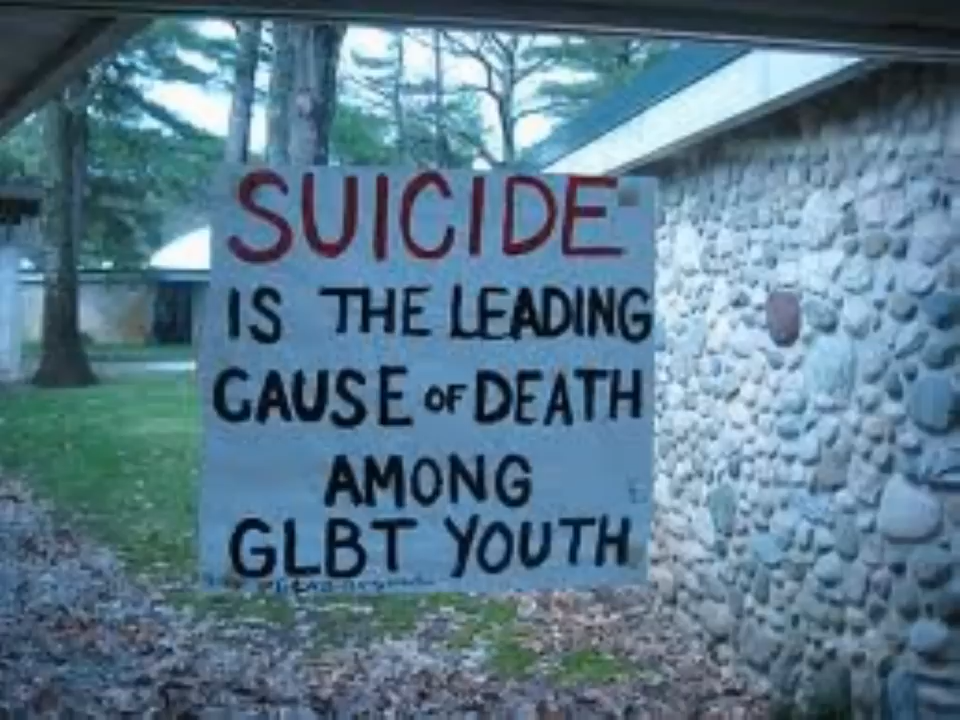 SUICIDE
IS THE LEADING
CAUSE OF DEATH
AMONG
GLBT YOUTH